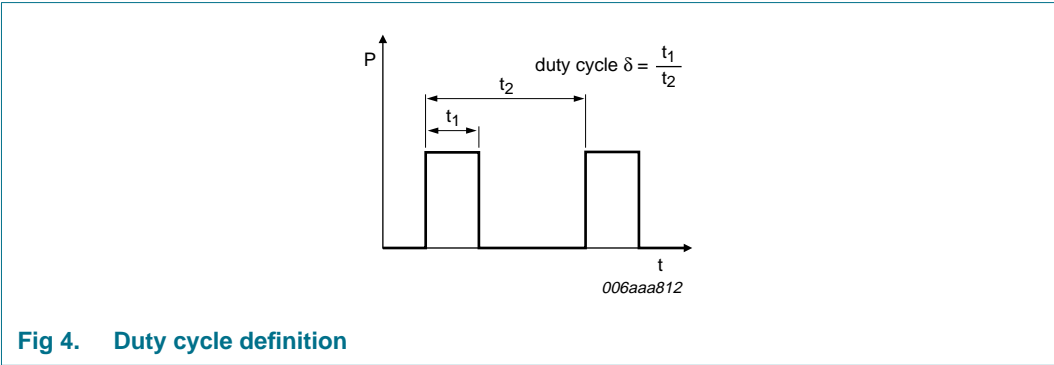 P
duty cycle δ = t1
t2
t2
t1
t
006aaa812
Fig 4. Duty cycle definition